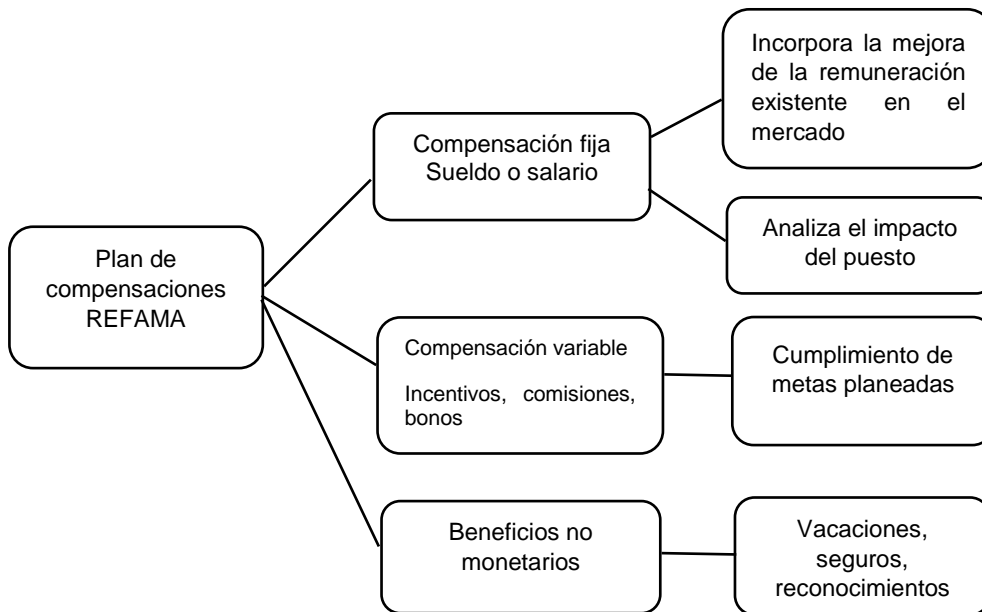 Plan de
compensaciones
REFAMA
Compensación fija
Sueldo o salario
Incorpora la mejora
de la remuneración
existente en el
mercado
Analiza el impacto
del puesto
Compensación variable
Incentivos, comisiones,
bonos
Cumplimiento de
metas planeadas
Beneficios no
monetarios
Vacaciones,
seguros,
reconocimientos